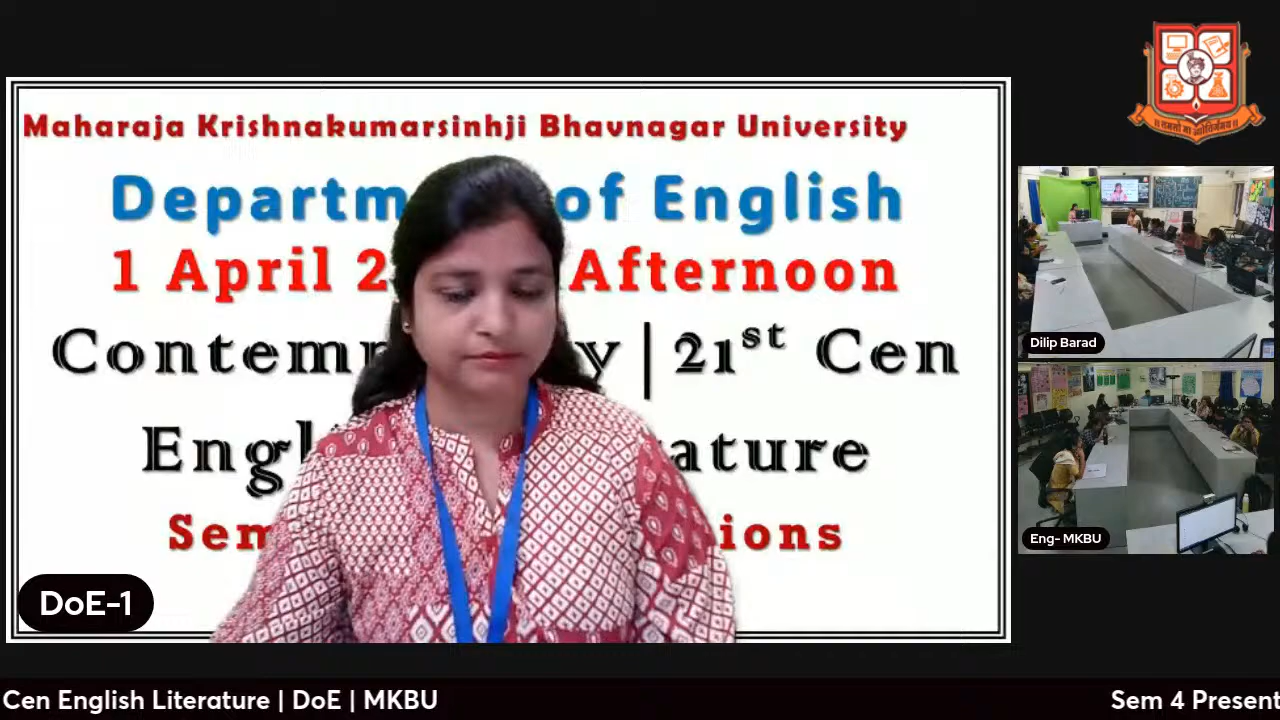 Maharaja Krishnakumarsinhji Bhavnagar University
Departm of English
1 April 2 Afternoon
Contemp y | 21st Cen
Engl ature
Sem ions
DoE-1
Dilip Barad
Eng- MKBU
Cen English Literature | DoE | MKBU
Sem 4 Present